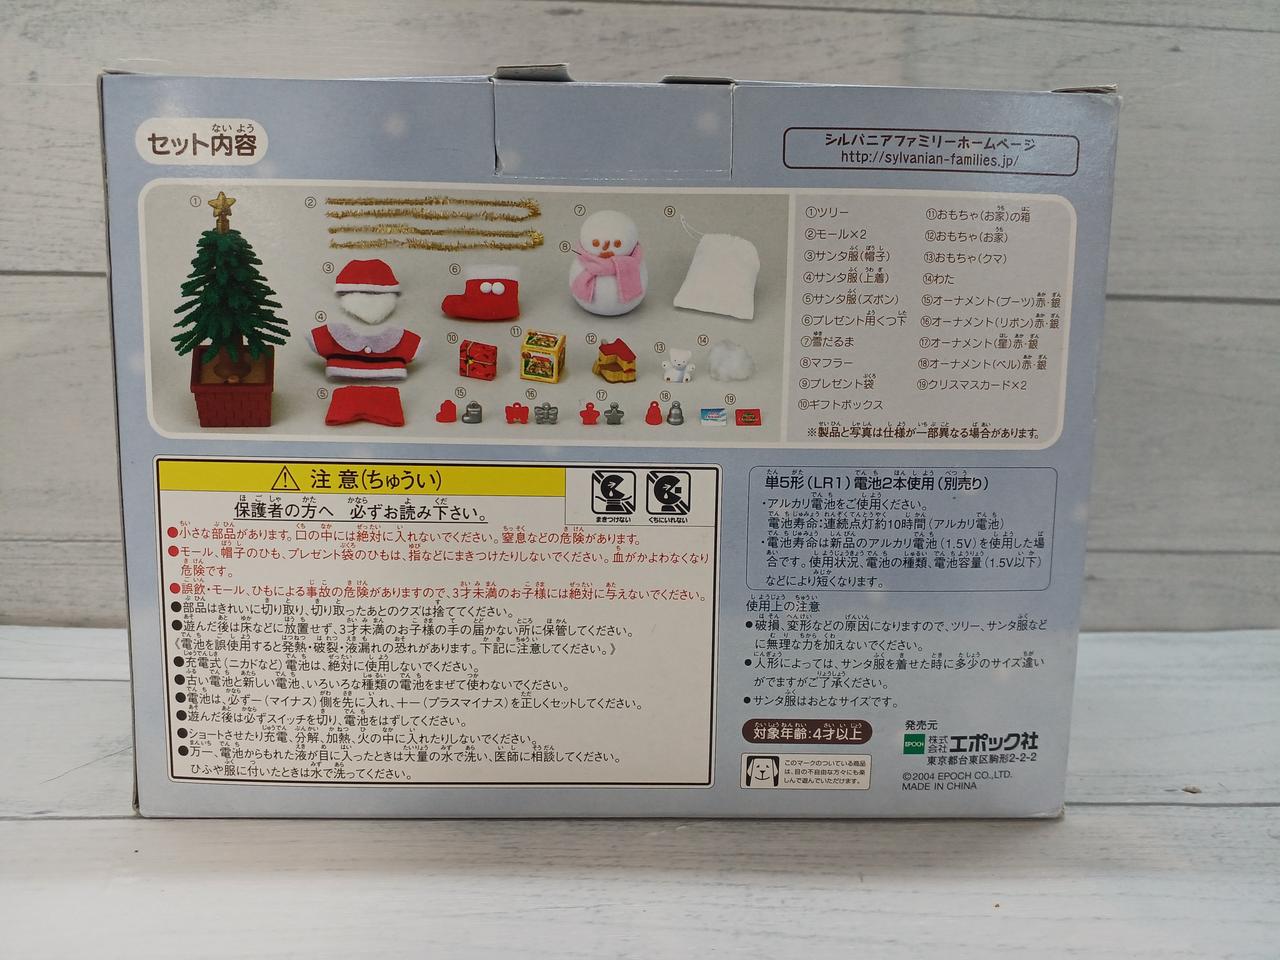 セット内容
シルバニアファミリーホームページ
http://sylvanian-families.jp/
①ツリー
②モール×2
③サンタ服(帽子)
④サンタ服(上着)
⑤サンタ服(ズボン)
⑥プレゼント用くつ下
⑦雪だるま
⑧マフラー
⑨プレゼント袋
⑩ギフトボックス
⑪おもちゃ(お家)の箱
⑫おもちゃ(お家)
⑬おもちゃ(クマ)
⑭わた
⑮オーナメント(ブーツ)赤・銀
⑯オーナメント(リボン)赤・銀
⑰オーナメント(星)赤・銀
⑱オーナメント(ベル)赤・銀
⑲クリスマスカード×2
※製品と写真は仕様が一部異なる場合があります。
注意(ちゅうい)
保護者の方へ 必ずお読み下さい。
まきつけない
くちにいれない
●小さな部品があります。口の中には絶対に入れないでください。窒息などの危険があります。
●モール、帽子のひも、プレゼント袋のひもは、指などにまきつけたりしないでください。血がかよわなくなり
危険です。
●誤飲・モール、ひもによる事故の危険がありますので、3才未満のお子様には絶対に与えないでください。
●部品はきれいに切り取り、切り取ったあとのクズは捨ててください。
●遊んだ後は床などに放置せず、3才未満のお子様の手の届かない所に保管してください。
《電池を誤使用すると発熱・破裂・液漏れの恐れがあります。下記に注意してください。》
●充電式(ニカドなど)電池は、絶対に使用しないでください。
●古い電池と新しい電池、いろいろな種類の電池をまぜて使わないでください。
●電池は、必ず−(マイナス)側を先に入れ、＋−(プラスマイナス)を正しくセットしてください。
●遊んだ後は必ずスイッチを切り、電池をはずしてください。
●ショートさせたり充電、分解、加熱、火の中に入れたりしないでください。
●万一、電池からもれた液が目に入ったときは大量の水で洗い、医師に相談してください。
ひふや服に付いたときは水で洗ってください。
単5形(LR1)電池2本使用(別売り)
・アルカリ電池をご使用ください。
電池寿命:連続点灯約10時間(アルカリ電池)
・電池寿命は新品のアルカリ電池(1.5V)を使用した場
合です。使用状況、電池の種類、電池容量(1.5V以下)
などにより短くなります。
使用上の注意
●破損、変形などの原因になりますので、ツリー、サンタ服など
に無理な力を加えないでください。
●人形によっては、サンタ服を着せた時に多少のサイズ違い
がでますがご了承ください。
●サンタ服はおとなサイズです。
対象年齢:4才以上
このマークのついている商品
は、目の不自由な方々にも楽
しんで遊んでいただけます。
発売元
EPOCH
株式会社エポック社
東京都台東区駒形2-2-2
©2004 EPOCH CO.,LTD.
MADE IN CHINA